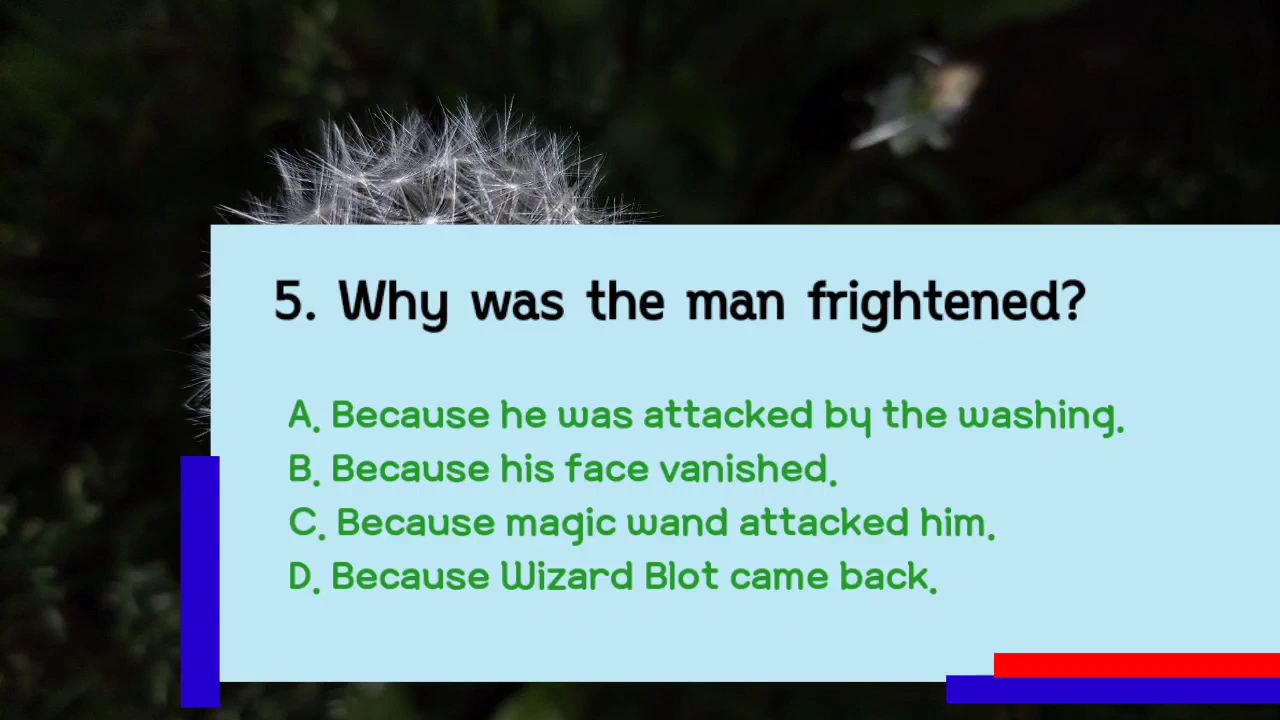 5. Why was the man frightened?
A. Because he was attacked by the washing.
B. Because his face vanished.
C. Because magic wand attacked him.
D. Because Wizard Blot came back.